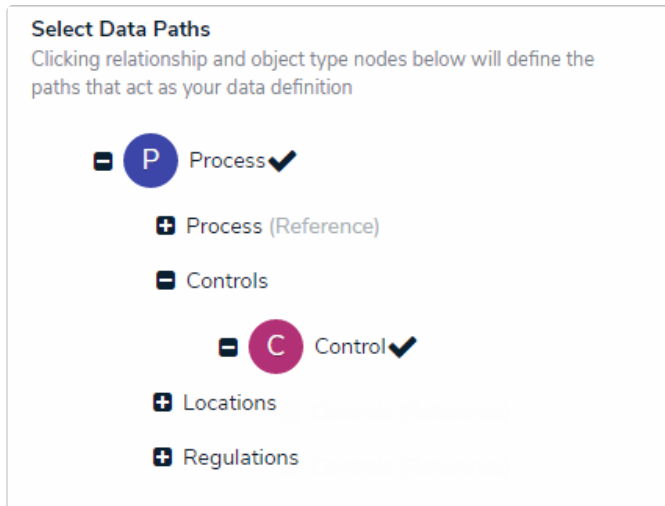 Select Data Paths
Clicking relationship and object type nodes below will define the
paths that act as your data definition
P Process
Process (Reference)
Controls
C Control
Locations
Regulations